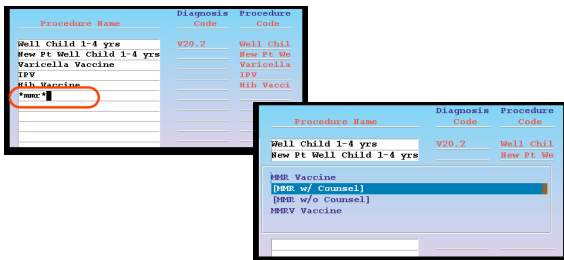 Diagnosis Procedure
Procedure Name Code Code
Well Child 1-4 yrs V20.2 Well Chil
New Pt Well Child 1-4 yrs New Pt We
Varicella Vaccine Varicella
IPV IPV
Hib Vaccine Hib Vacci
*mmr*
Diagnosis Procedure
Procedure Name Code Code
Well Child 1-4 yrs V20.2 Well Chil
New Pt Well Child 1-4 yrs New Pt We
MMR Vaccine
[MMR w/ Counsel]
[MMR w/o Counsel]
MMRV Vaccine